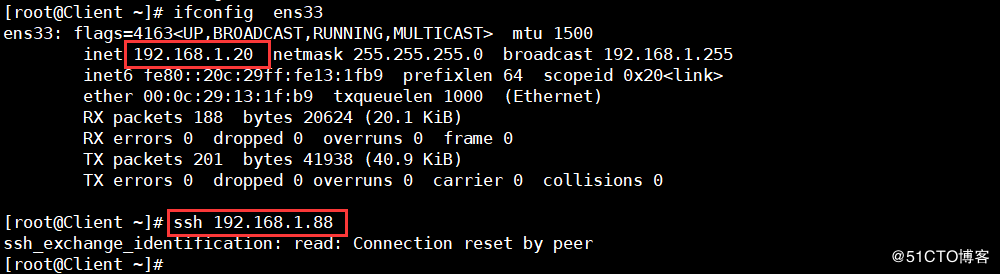 [root@Client ~]# ifconfig  ens33
ens33: flags=4163<UP,BROADCAST,RUNNING,MULTICAST>  mtu 1500
        inet 192.168.1.20  netmask 255.255.255.0  broadcast 192.168.1.255
        inet6 fe80::20c:29ff:fe13:1fb9  prefixlen 64  scopeid 0x20<link>
        ether 00:0c:29:13:1f:b9  txqueuelen 1000  (Ethernet)
        RX packets 188  bytes 20624 (20.1 KiB)
        RX errors 0  dropped 0  overruns 0  frame 0
        TX packets 201  bytes 41938 (40.9 KiB)
        TX errors 0  dropped 0 overruns 0  carrier 0  collisions 0
[root@Client ~]# ssh 192.168.1.88
ssh_exchange_identification: read: Connection reset by peer
[root@Client ~]#
@51CTO博客